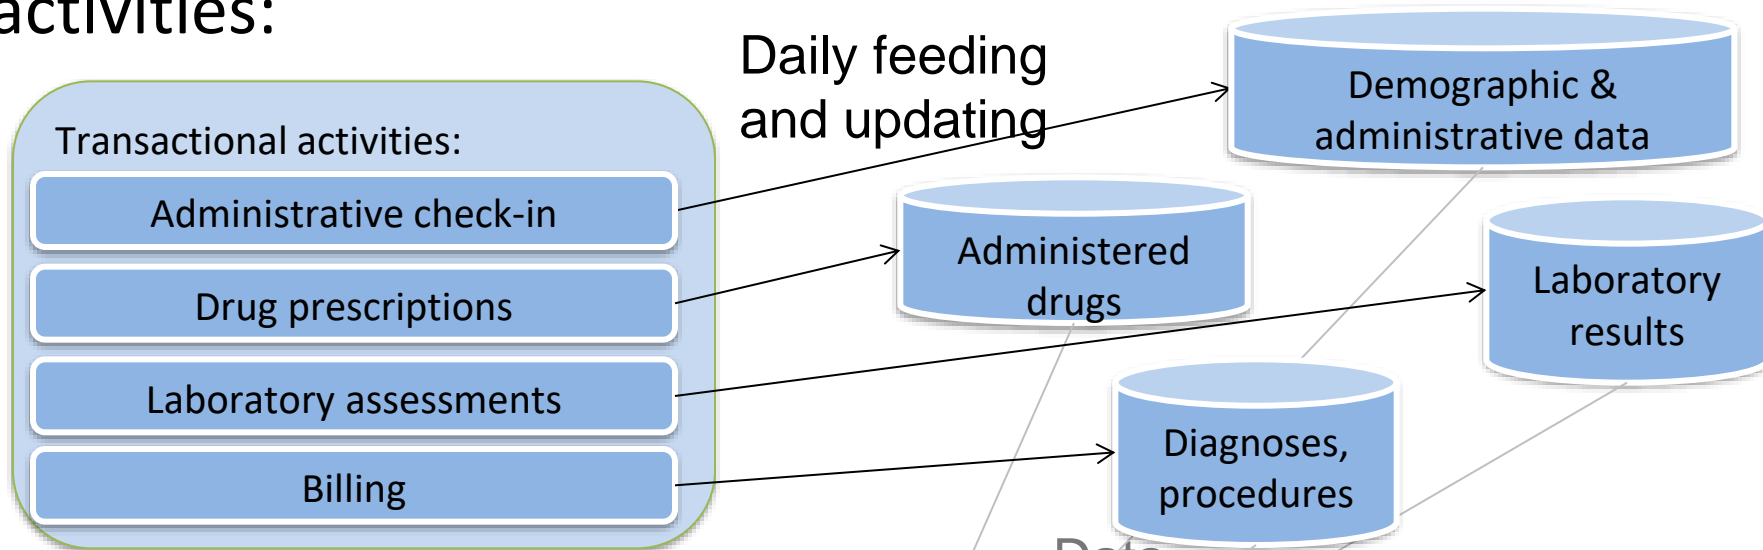 activities:
Daily feeding
and updating
Transactional activities:
Administrative check-in
Drug prescriptions
Laboratory assessments
Billing
Demographic &
administrative data
Administered
drugs
Laboratory
results
Diagnoses,
procedures
Data